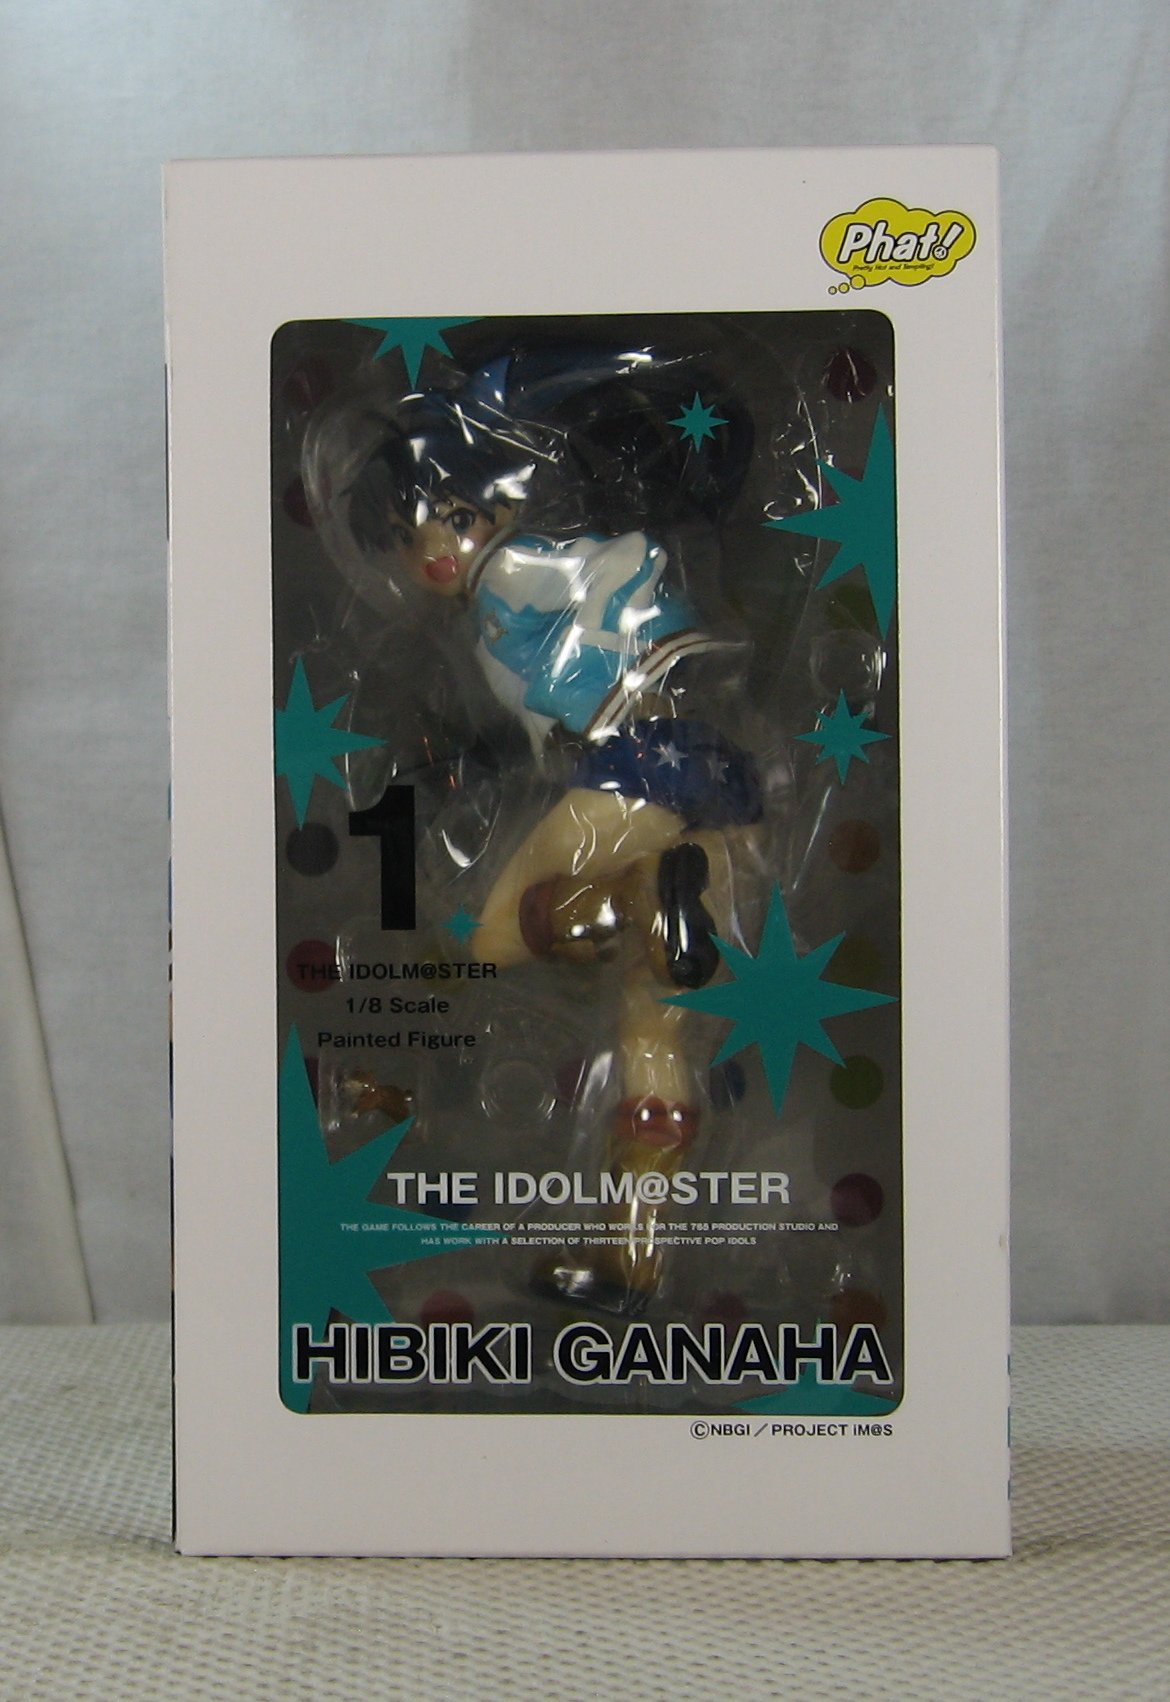 Phat!
Pretty Hot and Tempting!
1
THE IDOLM@STER
1/8 Scale
Painted Figure
THE IDOLM@STER
THE GAME FOLLOWS THE CAREER OF A PRODUCER WHO WORKS FOR THE 765 PRODUCTION STUDIO AND
HAS WORK WITH A SELECTION OF THIRTEEN PROSPECTIVE POP IDOLS
HIBIKI GANAHA
©NBGI／PROJECT iM@S